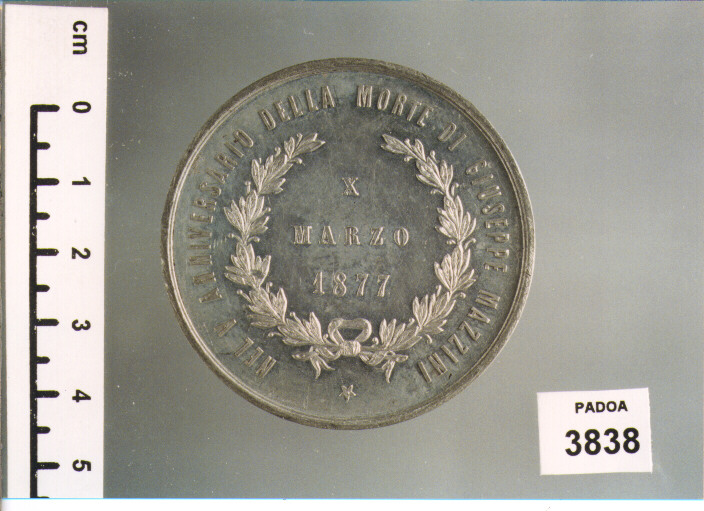 cm
0
1
2
3
4
5
NEL V ANNIVERSARIO DELLA MORTE DI GIUSEPPE MAZZINI
X
MARZO
1877
PADOA
3838